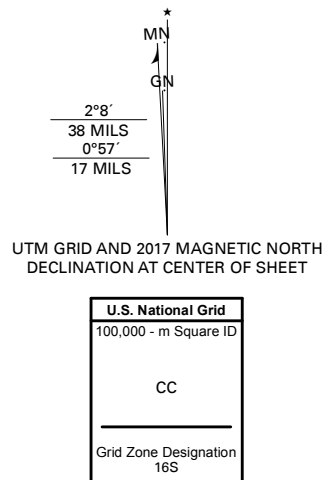 MN
GN
2°8´
38 MILS
0°57´
17 MILS
UTM GRID AND 2017 MAGNETIC NORTH
DECLINATION AT CENTER OF SHEET
U.S. National Grid
100,000 - m Square ID
CC
Grid Zone Designation
16S